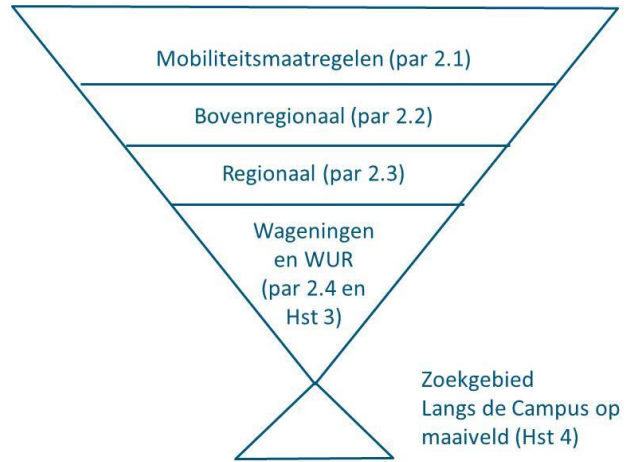 Mobiliteitsmaatregelen (par 2.1)
Bovenregionaal (par 2.2)
Regionaal (par 2.3)
Wageningen
en WUR
(par 2.4 en
Hst 3)
Zoekgebied
Langs de Campus op
maaiveld (Hst 4)